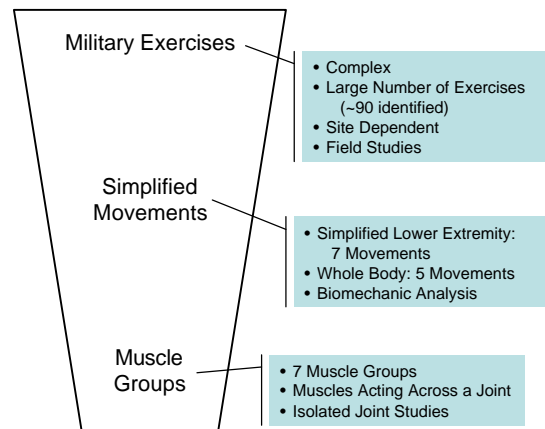 Military Exercises
• Complex
• Large Number of Exercises
(~90 identified)
• Site Dependent
• Field Studies
Simplified
Movements
• Simplified Lower Extremity:
7 Movements
• Whole Body: 5 Movements
• Biomechanic Analysis
Muscle
Groups
• 7 Muscle Groups
• Muscles Acting Across a Joint
• Isolated Joint Studies